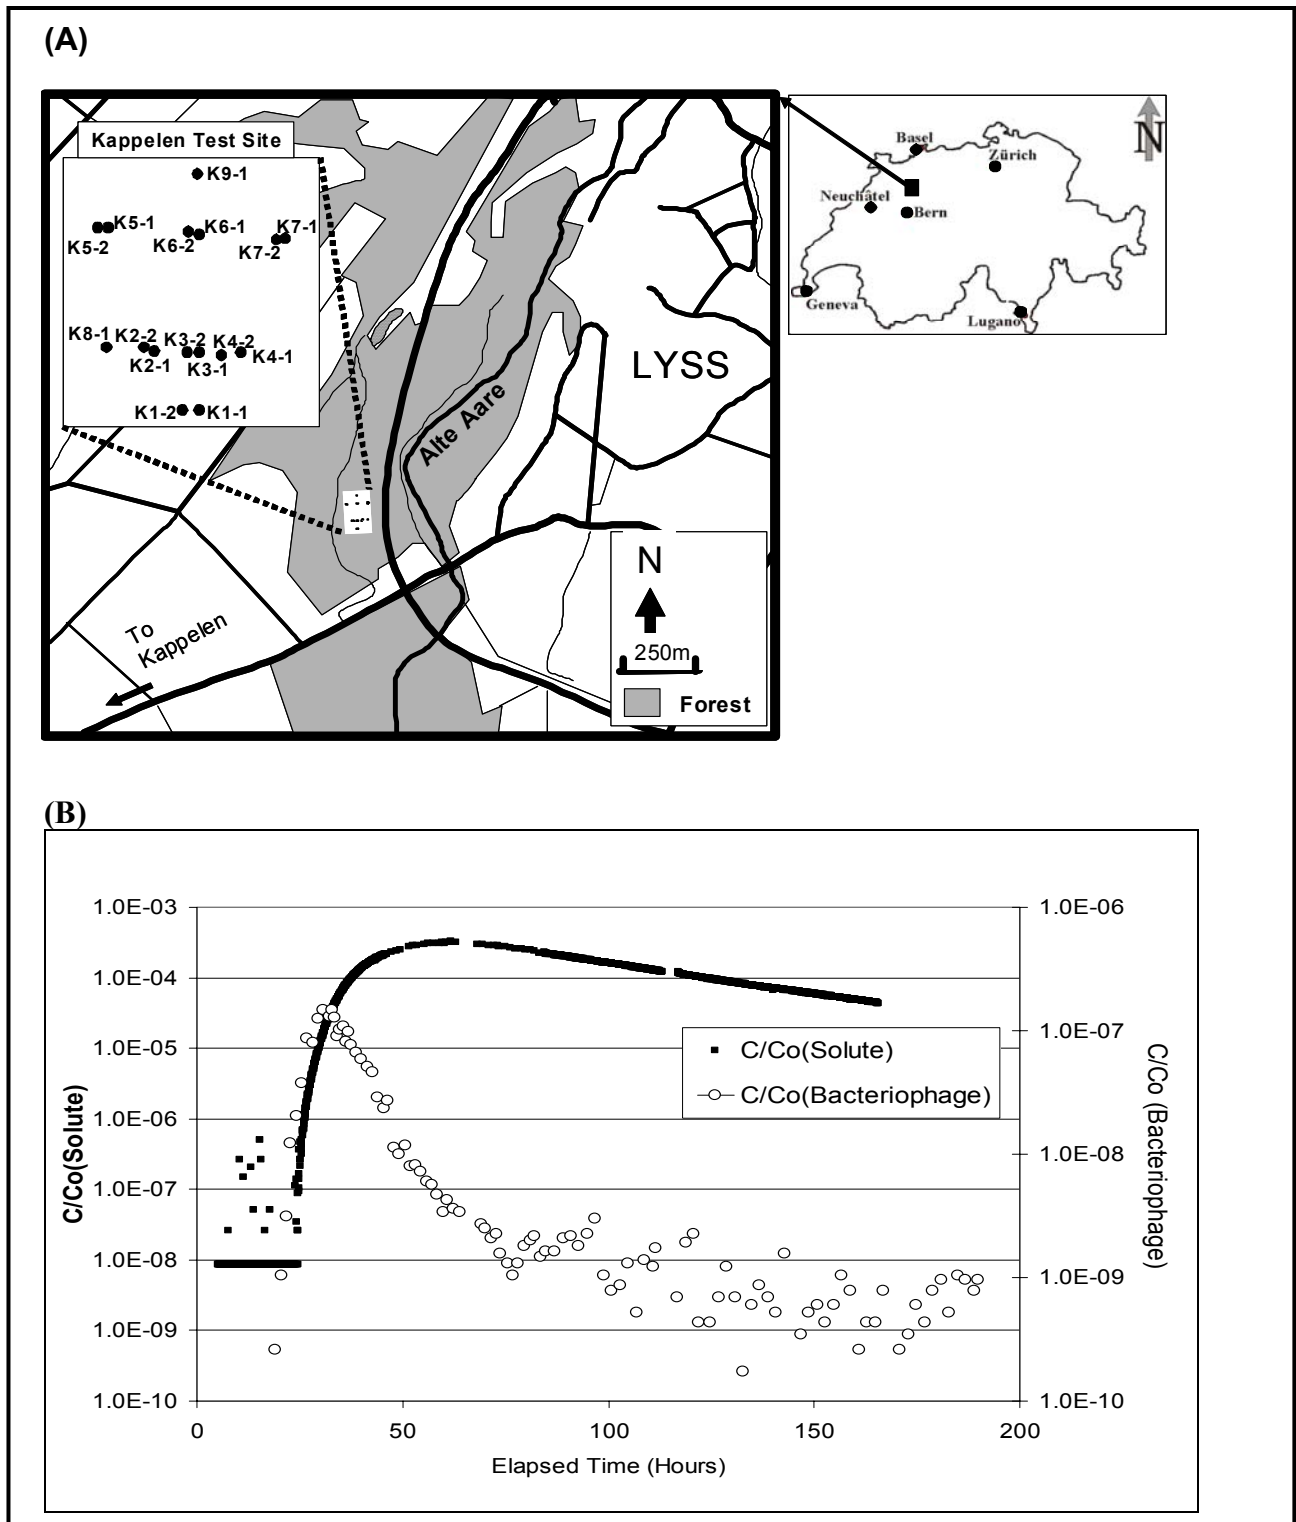 (A)
Kappelen Test Site
K9-1
K5-1
K5-2
K6-1
K6-2
K7-1
K7-2
K8-1
K2-2
K3-2
K4-2
K2-1
K3-1
K4-1
K1-2
K1-1
LYSS
Alte Aare
To
Kappelen
N
250m
Forest
N
Basel
Zürich
Neuchâtel
Bern
Geneva
Lugano
(B)
1.0E-03
1.0E-04
1.0E-05
1.0E-06
1.0E-07
1.0E-08
1.0E-09
1.0E-10
C/Co(Solute)
1.0E-06
1.0E-07
1.0E-08
1.0E-09
1.0E-10
C/Co (Bacteriophage)
C/Co(Solute)
C/Co(Bacteriophage)
0
50
100
150
200
Elapsed Time (Hours)